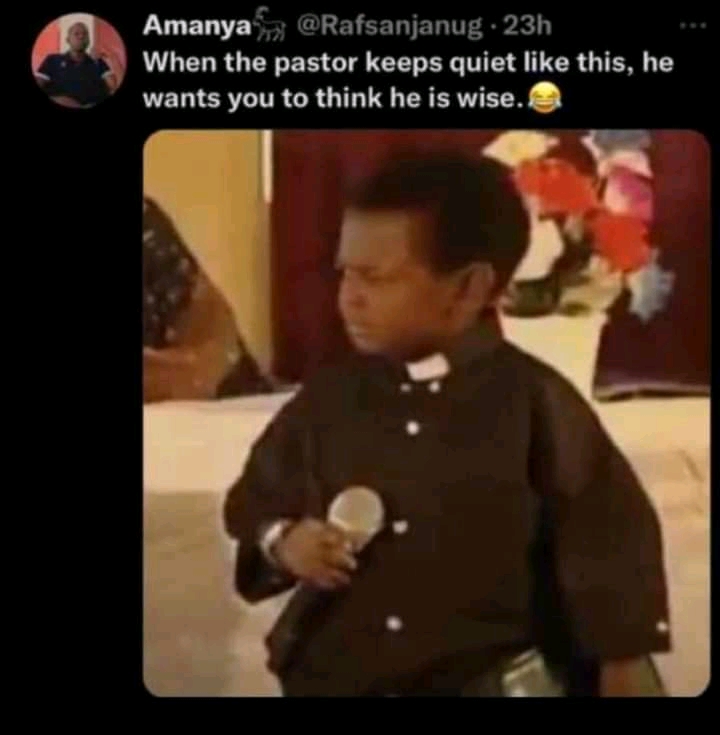 Amanya🐐 @Rafsanjanug · 23h
When the pastor keeps quiet like this, he
wants you to think he is wise.😂